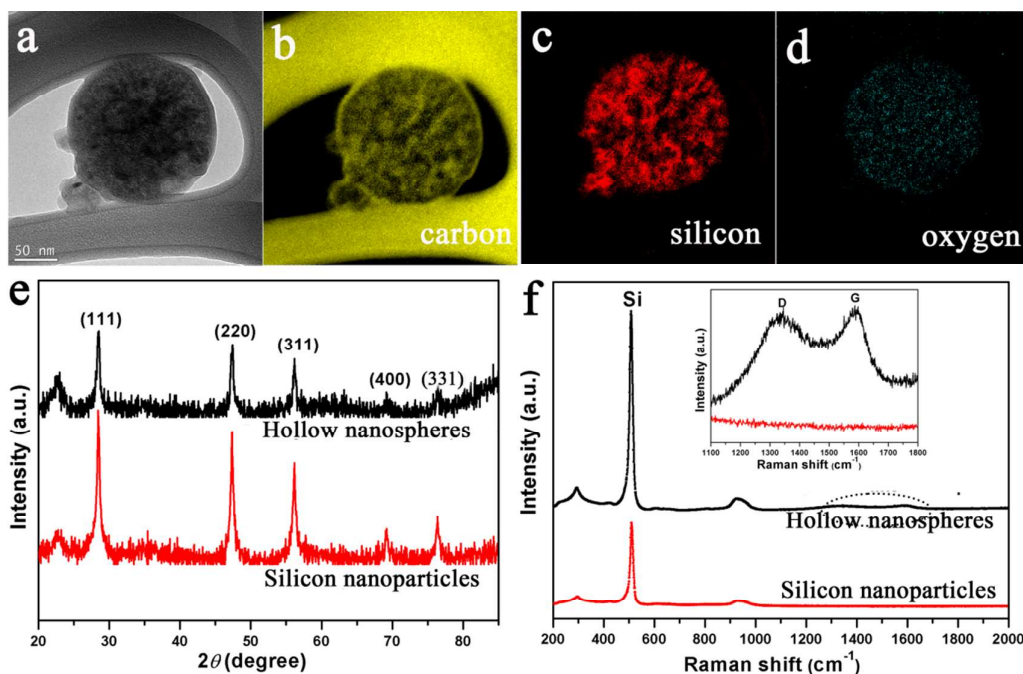 a
b
c
d
50 nm
carbon
silicon
oxygen
e
(111)
(220)
(311)
(400)
(331)
Hollow nanospheres
Silicon nanoparticles
Intensity (a.u.)
20
30
40
50
60
70
80
2θ (degree)
f
Si
D
G
Intensity (a.u.)
1100 1200 1300 1400 1500 1600 1700 1800
Raman shift (cm⁻¹)
Hollow nanospheres
Silicon nanoparticles
Intensity (a.u.)
200 400 600 800 1000 1200 1400 1600 1800 2000
Raman shift (cm⁻¹)